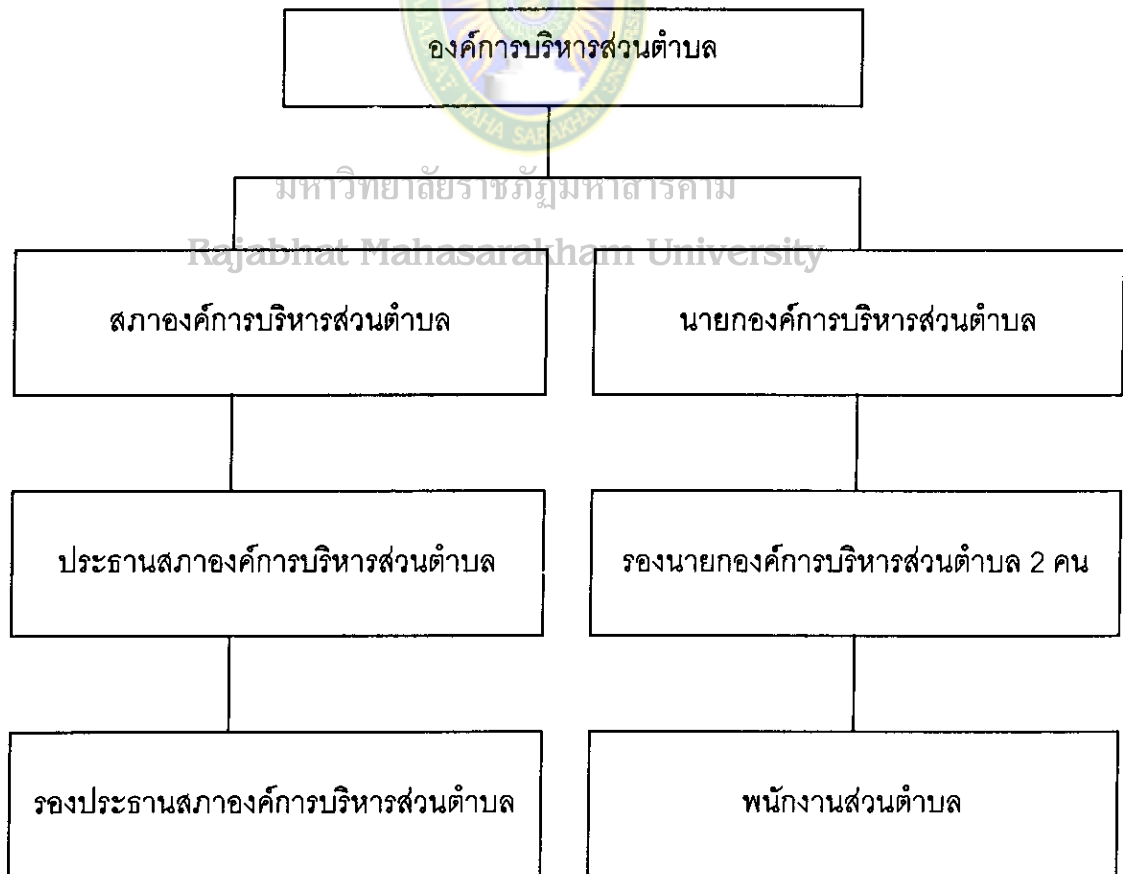 องค์การบริหารส่วนตำบล
MAHA SARAKHAM
มหาวิทยาลัยราชภัฏมหาสารคาม
Rajabhat Mahasarakham University
สภาองค์การบริหารส่วนตำบล
นายกองค์การบริหารส่วนตำบล
ประธานสภาองค์การบริหารส่วนตำบล
รองนายกองค์การบริหารส่วนตำบล 2 คน
รองประธานสภาองค์การบริหารส่วนตำบล
พนักงานส่วนตำบล